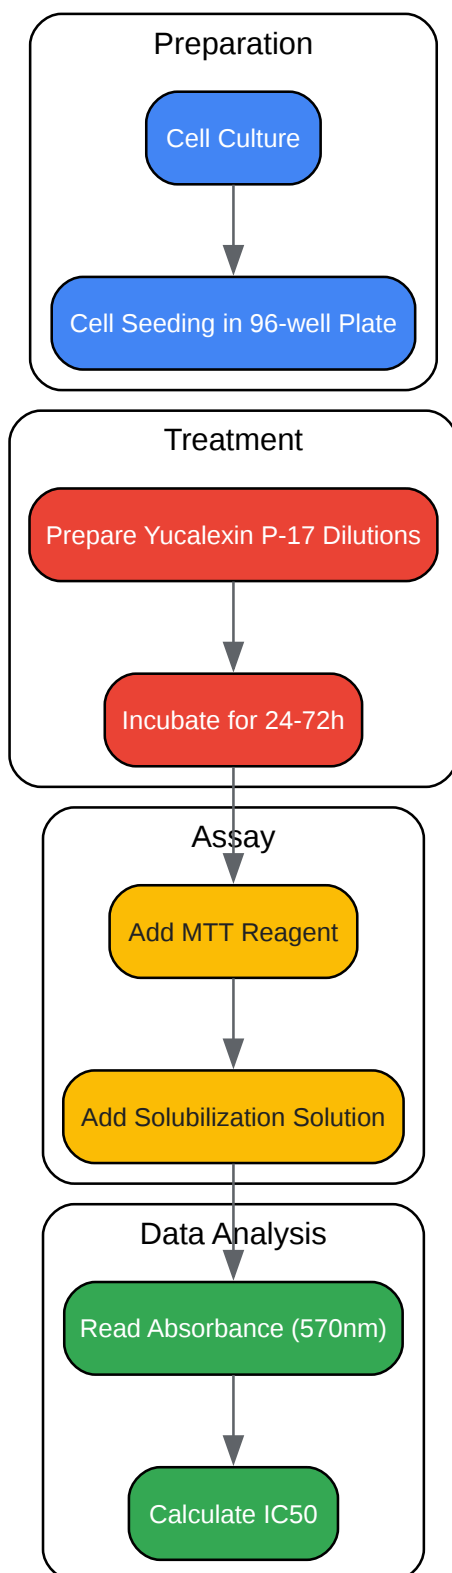 Preparation
Cell Culture
Cell Seeding in 96-well Plate
Treatment
Prepare Yucalexin P-17 Dilutions
Incubate for 24-72h
Assay
Add MTT Reagent
Add Solubilization Solution
Data Analysis
Read Absorbance (570nm)
Calculate IC50